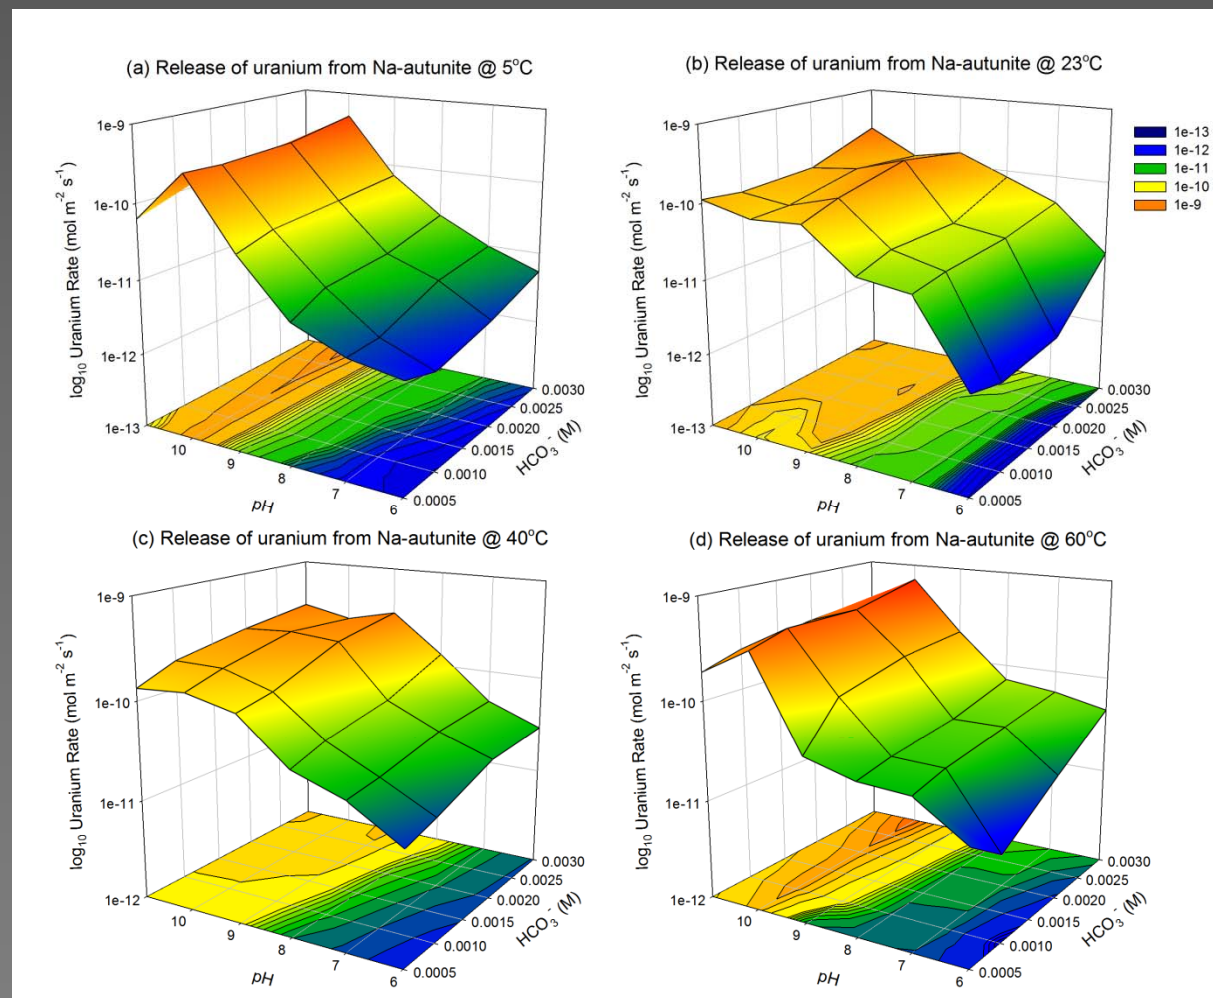 (a) Release of uranium from Na-autunite @ 5°C
1e-9
1e-10
1e-11
1e-12
1e-13
log₁₀ Uranium Rate (mol m⁻² s⁻¹)
10
9
8
7
6
pH
0.0030
0.0025
0.0020
0.0015
0.0010
0.0005
HCO₃⁻ (M)
(b) Release of uranium from Na-autunite @ 23°C
1e-9
1e-10
1e-11
1e-12
1e-13
log₁₀ Uranium Rate (mol m⁻² s⁻¹)
10
9
8
7
6
pH
0.0030
0.0025
0.0020
0.0015
0.0010
0.0005
HCO₃⁻ (M)
1e-13
1e-12
1e-11
1e-10
1e-9
(c) Release of uranium from Na-autunite @ 40°C
1e-9
1e-10
1e-11
1e-12
log₁₀ Uranium Rate (mol m⁻² s⁻¹)
10
9
8
7
6
pH
0.0030
0.0025
0.0020
0.0015
0.0010
0.0005
HCO₃⁻ (M)
(d) Release of uranium from Na-autunite @ 60°C
1e-9
1e-10
1e-11
1e-12
log₁₀ Uranium Rate (mol m⁻² s⁻¹)
10
9
8
7
6
pH
0.0030
0.0025
0.0020
0.0015
0.0010
0.0005
HCO₃⁻ (M)